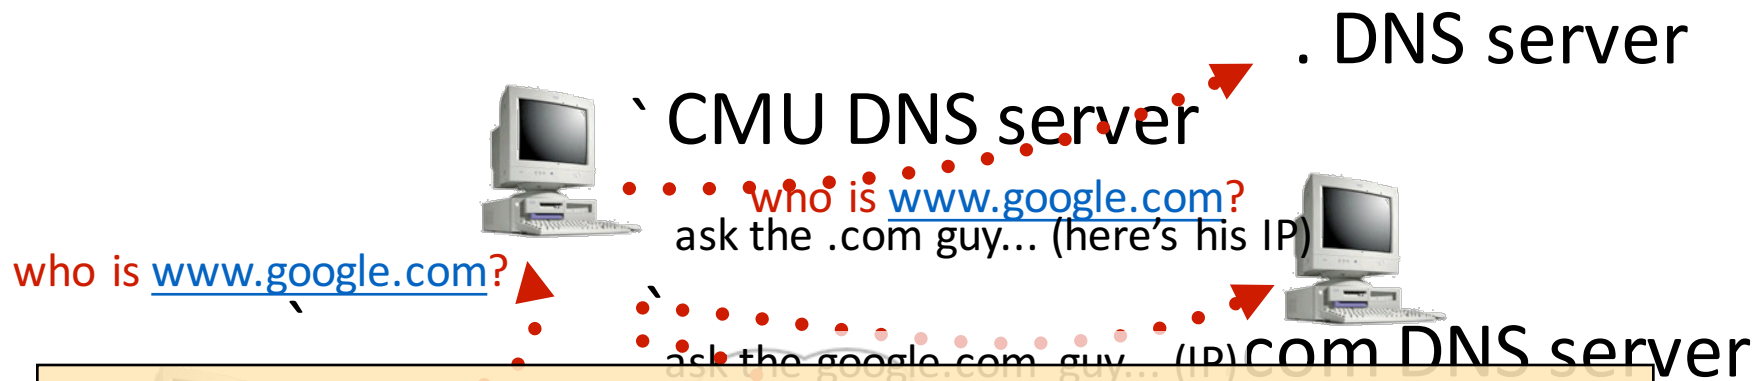 . DNS server
` CMU DNS server
who is www.google.com?
ask the .com guy... (here's his IP)
who is www.google.com?
`
`
ask the google.com guy... (IP)
com DNS server